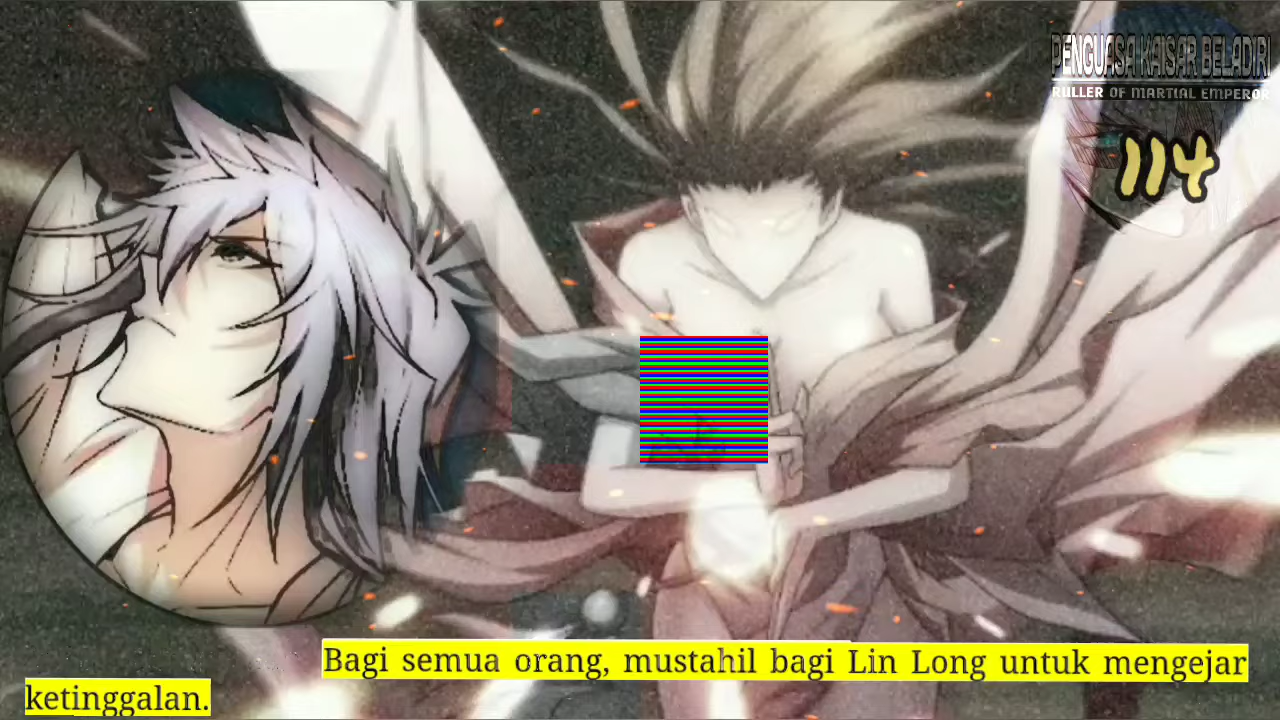 PENGUASA KAISAR BELADIRI
RULLER OF MARTIAL EMPEROR
114
Bagi semua orang, mustahil bagi Lin Long untuk mengejar
ketinggalan.